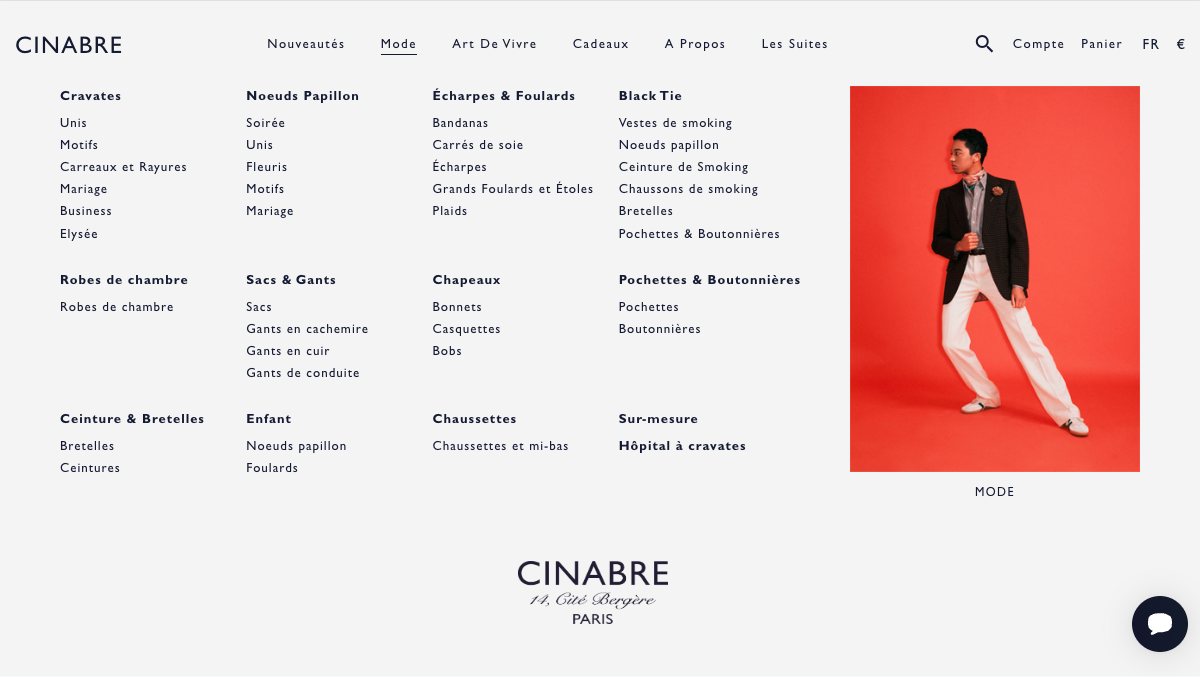 CINABRE
Nouveautés
Mode
Art De Vivre
Cadeaux
A Propos
Les Suites
Compte
Panier
FR
€
Cravates
Unis
Motifs
Carreaux et Rayures
Mariage
Business
Elysée
Noeuds Papillon
Soirée
Unis
Fleuris
Motifs
Mariage
Écharpes & Foulards
Bandanas
Carrés de soie
Écharpes
Grands Foulards et Étoles
Plaids
Black Tie
Vestes de smoking
Noeuds papillon
Ceinture de Smoking
Chaussons de smoking
Bretelles
Pochettes & Boutonnières
Robes de chambre
Robes de chambre
Sacs & Gants
Sacs
Gants en cachemire
Gants en cuir
Gants de conduite
Chapeaux
Bonnets
Casquettes
Bobs
Pochettes & Boutonnières
Pochettes
Boutonnières
Ceinture & Bretelles
Bretelles
Ceintures
Enfant
Noeuds papillon
Foulards
Chaussettes
Chaussettes et mi-bas
Sur-mesure
Hôpital à cravates
MODE
CINABRE
14, Cité Bergère
PARIS